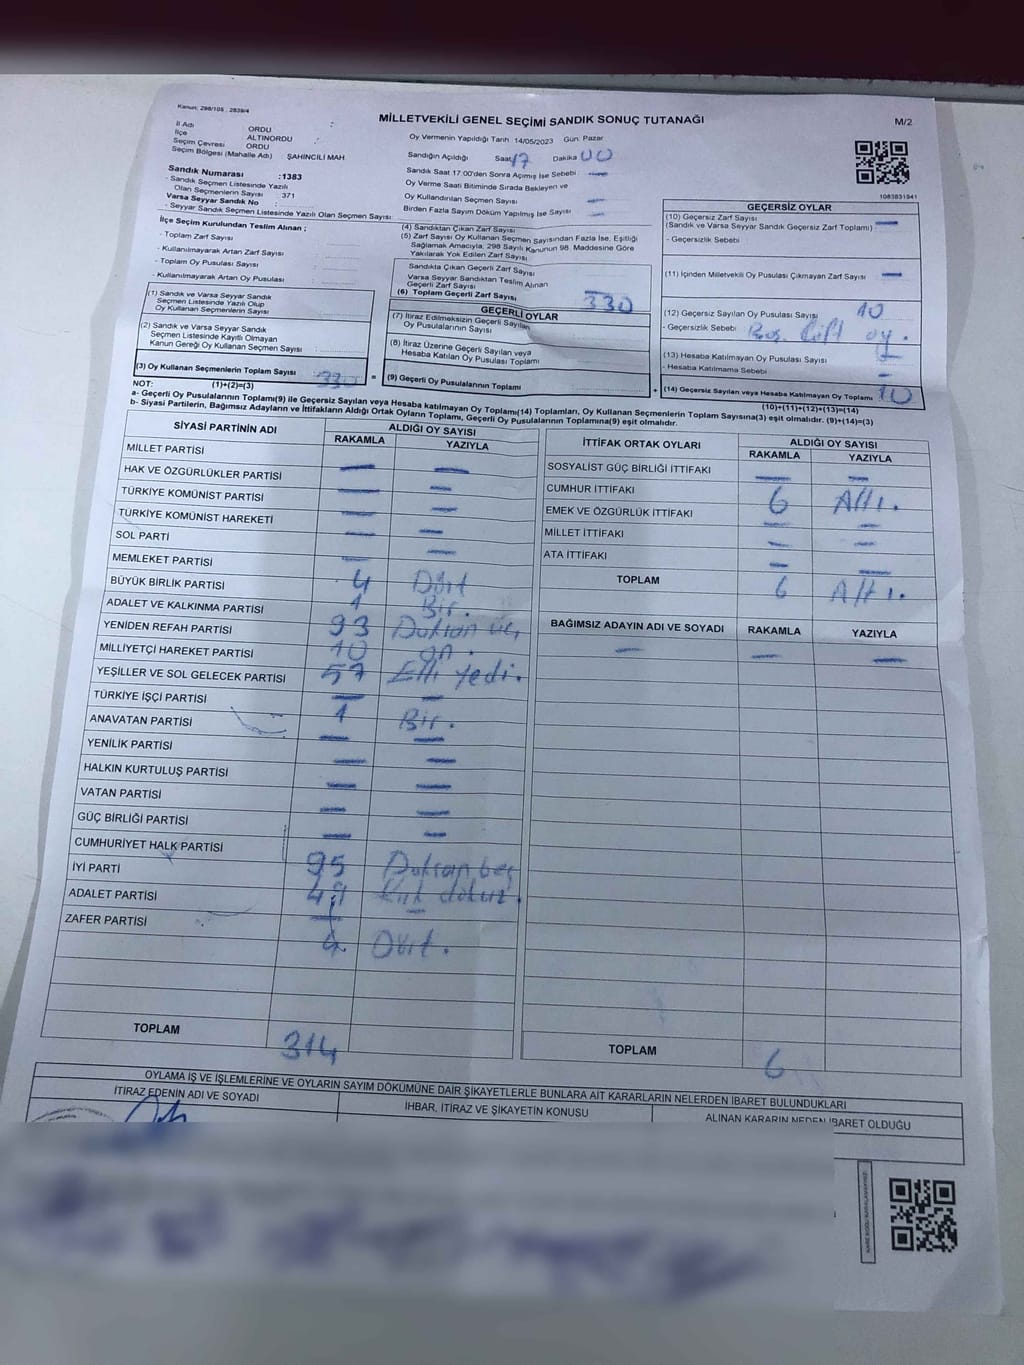 Kanun: 298/105 , 2839/4
MİLLETVEKİLİ GENEL SEÇİMİ SANDIK SONUÇ TUTANAĞI
M/2
İl Adı : ORDU
İlçe ALTINORDU
Seçim Çevresi ORDU
Seçim Bölgesi (Mahalle Adı) ŞAHİNCİLİ MAH
Sandık Numarası :1383
- Sandık Seçmen Listesinde Yazılı
Olan Seçmenlerin Sayısı : 371
Varsa Seyyar Sandık No :
- Seyyar Sandık Seçmen Listesinde Yazılı Olan Seçmen Sayısı :
Oy Vermenin Yapıldığı Tarih 14/05/2023 Gün Pazar
Sandığın Açıldığı Saat 17 Dakika 00
Sandık Saat 17:00'den Sonra Açımış İse Sebebi —
Oy Verme Saati Bitiminde Sırada Bekleyen ve
Oy Kullandırılan Seçmen Sayısı —
Birden Fazla Sayım Döküm Yapılmış İse Sayısı —
1083831941
İlçe Seçim Kurulundan Teslim Alınan ;
- Toplam Zarf Sayısı
- Kullanılmayarak Artan Zarf Sayısı
- Toplam Oy Pusulası Sayısı
- Kullanılmayarak Artan Oy Pusulası
(1) Sandık ve Varsa Seyyar Sandık
Seçmen Listesinde Yazılı Olup
Oy Kullanan Seçmenlerin Sayısı
(2) Sandık ve Varsa Seyyar Sandık
Seçmen Listesinde Kayıtlı Olmayan
Kanun Gereği Oy Kullanan Seçmen Sayısı
(3) Oy Kullanan Seçmenlerin Toplam Sayısı 330
(4) Sandıktan Çıkan Zarf Sayısı
(5) Zarf Sayısı Oy Kullanan Seçmen Sayısından Fazla İse, Eşitliği
Sağlamak Amacıyla, 298 Sayılı Kanunun 98. Maddesine Göre
Yakılarak Yok Edilen Zarf Sayısı
Sandıkta Çıkan Geçerli Zarf Sayısı
Varsa Seyyar Sandıktan Teslim Alınan
Geçerli Zarf Sayısı —
(6) Toplam Geçerli Zarf Sayısı 330
GEÇERLİ OYLAR
(7) İtiraz Edilmeksizin Geçerli Sayılan
Oy Pusulalarının Sayısı
(8) İtiraz Üzerine Geçerli Sayılan veya
Hesaba Katılan Oy Pusulası Toplamı
= (9) Geçerli Oy Pusulalarının Toplamı
GEÇERSİZ OYLAR
(10) Geçersiz Zarf Sayısı
(Sandık ve Varsa Seyyar Sandık Geçersiz Zarf Toplamı) —
- Geçersizlik Sebebi
(11) İçinden Milletvekili Oy Pusulası Çıkmayan Zarf Sayısı —
(12) Geçersiz Sayılan Oy Pusulası Sayısı 10
- Geçersizlik Sebebi Boş. Çift oy.
(13) Hesaba Katılmayan Oy Pusulası Sayısı —
- Hesaba Katılmama Sebebi —
+ (14) Geçersiz Sayılan veya Hesaba Katılmayan Oy Toplamı 10
NOT: (1)+(2)=(3)
(10)+(11)+(12)+(13)=(14)
a- Geçerli Oy Pusulalarının Toplamı(9) ile Geçersiz Sayılan veya Hesaba katılmayan Oy Toplamı(14) Toplamları, Oy Kullanan Seçmenlerin Toplam Sayısına(3) eşit olmalıdır. (9)+(14)=(3)
b- Siyasi Partilerin, Bağımsız Adayların ve İttifakların Aldığı Ortak Oyların Toplamı, Geçerli Oy Pusulalarının Toplamına(9) eşit olmalıdır.
SİYASİ PARTİNİN ADI
ALDIĞI OY SAYISI
RAKAMLA YAZIYLA
MİLLET PARTİSİ — —
HAK VE ÖZGÜRLÜKLER PARTİSİ — —
TÜRKİYE KOMÜNİST PARTİSİ — —
TÜRKİYE KOMÜNİST HAREKETİ — —
SOL PARTİ — —
MEMLEKET PARTİSİ 4 Dört
BÜYÜK BİRLİK PARTİSİ 1 Bir.
ADALET VE KALKINMA PARTİSİ 93 Doksan üç
YENİDEN REFAH PARTİSİ 10 On.
MİLLİYETÇİ HAREKET PARTİSİ 57 Elli Yedi.
YEŞİLLER VE SOL GELECEK PARTİSİ — —
TÜRKİYE İŞÇİ PARTİSİ 1 Bir.
ANAVATAN PARTİSİ — —
YENİLİK PARTİSİ — —
HALKIN KURTULUŞ PARTİSİ — —
VATAN PARTİSİ — —
GÜÇ BİRLİĞİ PARTİSİ — —
CUMHURİYET HALK PARTİSİ 95 Doksan beş
İYİ PARTİ 49 Kırk dokuz.
ADALET PARTİSİ — —
ZAFER PARTİSİ 4 Dört.
TOPLAM 314
İTTİFAK ORTAK OYLARI
ALDIĞI OY SAYISI
RAKAMLA YAZIYLA
SOSYALİST GÜÇ BİRLİĞİ İTTİFAKI — —
CUMHUR İTTİFAKI 6 Altı.
EMEK VE ÖZGÜRLÜK İTTİFAKI — —
MİLLET İTTİFAKI — —
ATA İTTİFAKI — —
TOPLAM 6 Altı.
BAĞIMSIZ ADAYIN ADI VE SOYADI RAKAMLA YAZIYLA
— — —
TOPLAM 6
OYLAMA İŞ VE İŞLEMLERİNE VE OYLARIN SAYIM DÖKÜMÜNE DAİR ŞİKAYETLERLE BUNLARA AİT KARARLARIN NELERDEN İBARET BULUNDUKLARI
İTİRAZ EDENİN ADI VE SOYADI
İHBAR, İTİRAZ VE ŞİKAYETİN KONUSU
ALINAN KARARIN NEDEN İBARET OLDUĞU